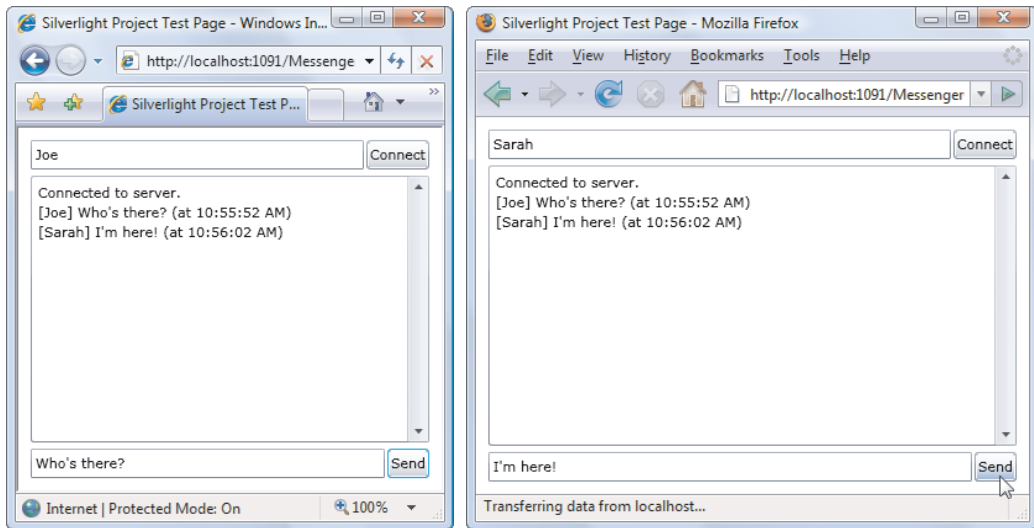 Silverlight Project Test Page - Windows In...
http://localhost:1091/Messenge
Silverlight Project Test P...
Joe
Connect
Connected to server.
[Joe] Who's there? (at 10:55:52 AM)
[Sarah] I'm here! (at 10:56:02 AM)
Who's there?
Send
Internet | Protected Mode: On
100%
Silverlight Project Test Page - Mozilla Firefox
File Edit View History Bookmarks Tools Help
http://localhost:1091/Messenger
Sarah
Connect
Connected to server.
[Joe] Who's there? (at 10:55:52 AM)
[Sarah] I'm here! (at 10:56:02 AM)
I'm here!
Send
Transferring data from localhost...